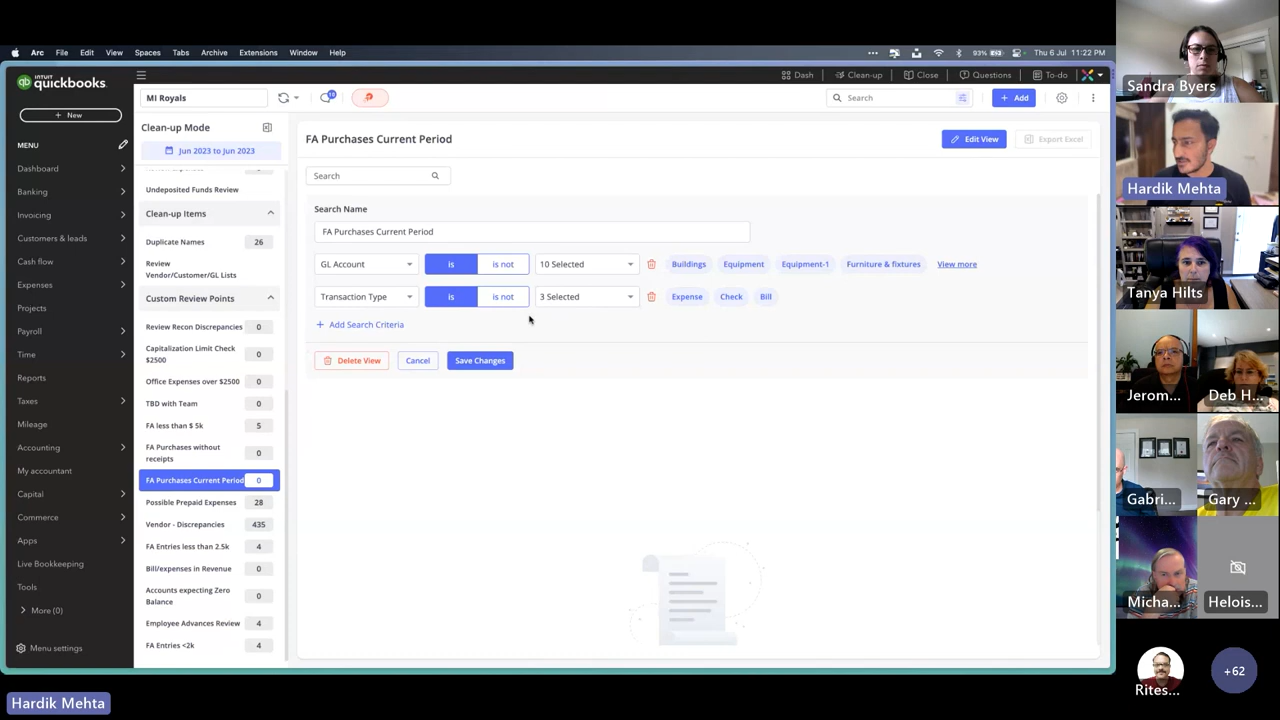 Arc File Edit View Spaces Tabs Archive Extensions Window Help
93% Thu 6 Jul 11:22 PM
INTUIT
quickbooks
Dash Clean-up Close Questions To-do
+ New
MI Royals
Search
+ Add
MENU
Dashboard
Banking
Invoicing
Customers & leads
Cash flow
Expenses
Projects
Payroll
Time
Reports
Taxes
Mileage
Accounting
My accountant
Capital
Commerce
Apps
Live Bookkeeping
Tools
More (0)
Menu settings
Clean-up Mode
Jun 2023 to Jun 2023
Undeposited Funds Review
Clean-up Items
Duplicate Names 26
Review
Vendor/Customer/GL Lists
Custom Review Points
Review Recon Discrepancies 0
Capitalization Limit Check
$2500 0
Office Expenses over $2500 0
TBD with Team 0
FA less than $ 5k 5
FA Purchases without
receipts 0
FA Purchases Current Period 0
Possible Prepaid Expenses 28
Vendor - Discrepancies 435
FA Entries less than 2.5k 4
Bill/expenses in Revenue 0
Accounts expecting Zero
Balance 0
Employee Advances Review 4
FA Entries <2k 4
FA Purchases Current Period
Edit View
Export Excel
Search
Search Name
FA Purchases Current Period
GL Account is is not 10 Selected Buildings Equipment Equipment-1 Furniture & fixtures View more
Transaction Type is is not 3 Selected Expense Check Bill
+ Add Search Criteria
Delete View Cancel Save Changes
Sandra Byers
Hardik Mehta
Tanya Hilts
Jerom... Deb H...
Gabri... Gary ...
Micha... Helois...
Rites... +62
Hardik Mehta